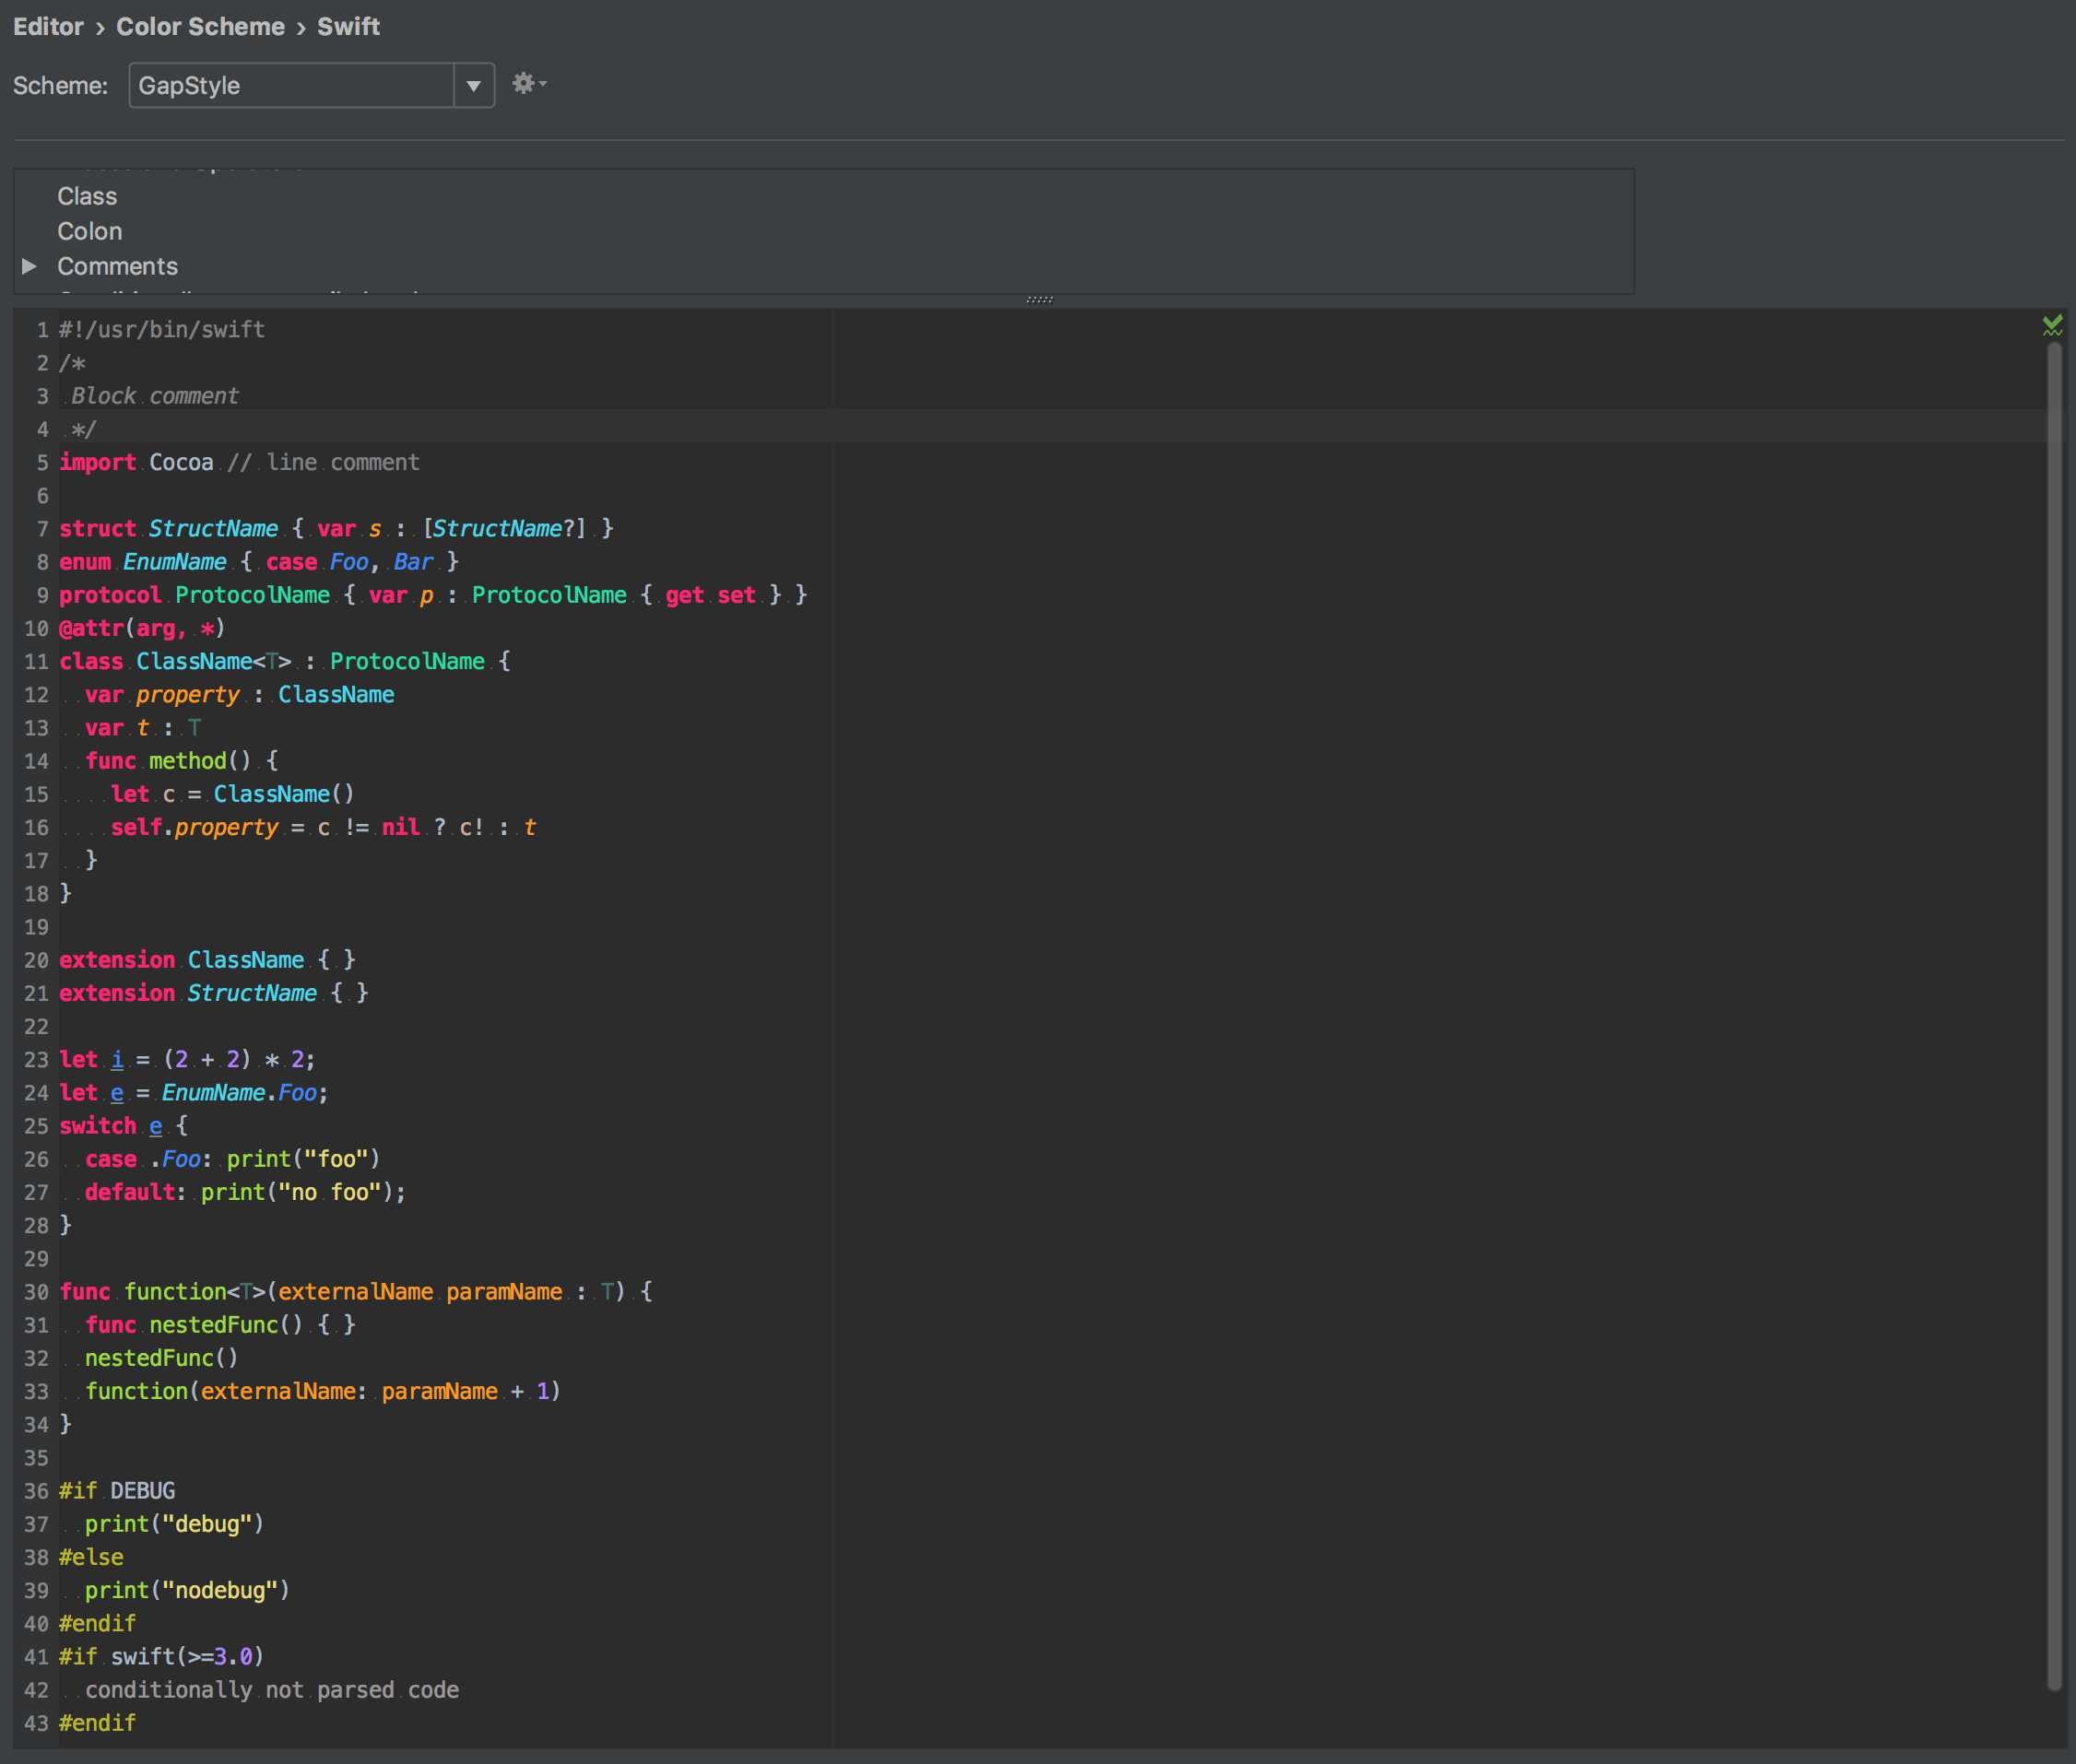 Editor › Color Scheme › Swift
Scheme: GapStyle
Class
Colon
Comments
1 #!/usr/bin/swift
2 /*
3  Block comment
4  */
5 import Cocoa // line comment
6
7 struct StructName { var s : [StructName?] }
8 enum EnumName { case Foo, Bar }
9 protocol ProtocolName { var p : ProtocolName { get set } }
10 @attr(arg, *)
11 class ClassName<T> : ProtocolName {
12   var property : ClassName
13   var t : T
14   func method() {
15     let c = ClassName()
16     self.property = c != nil ? c! : t
17   }
18 }
19
20 extension ClassName { }
21 extension StructName { }
22
23 let i = (2 + 2) * 2;
24 let e = EnumName.Foo;
25 switch e {
26   case .Foo: print("foo")
27   default: print("no foo");
28 }
29
30 func function<T>(externalName paramName : T) {
31   func nestedFunc() { }
32   nestedFunc()
33   function(externalName: paramName + 1)
34 }
35
36 #if DEBUG
37   print("debug")
38 #else
39   print("nodebug")
40 #endif
41 #if swift(>=3.0)
42   conditionally not parsed code
43 #endif